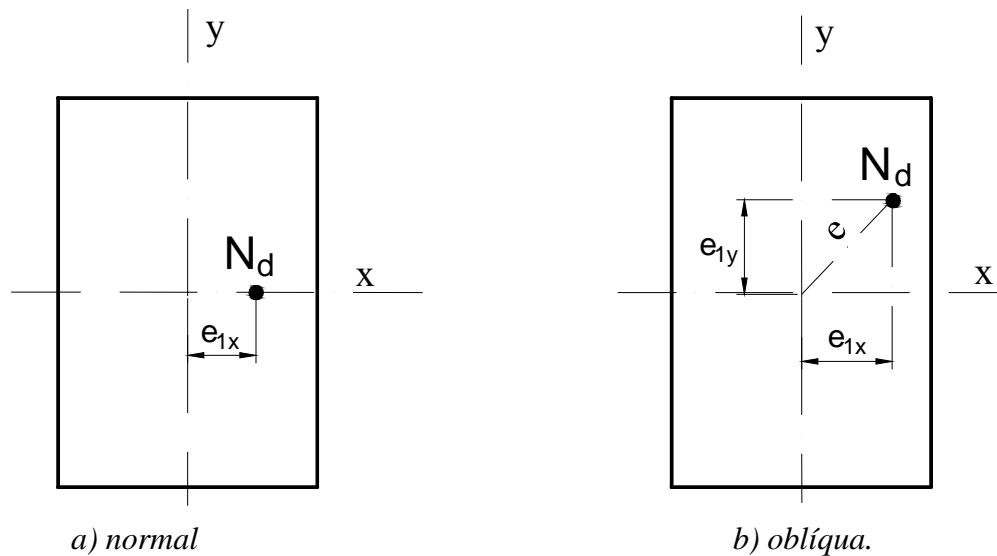 y
N_d
x
e_1x
a) normal
y
N_d
e
e_1y
x
e_1x
b) oblíqua.